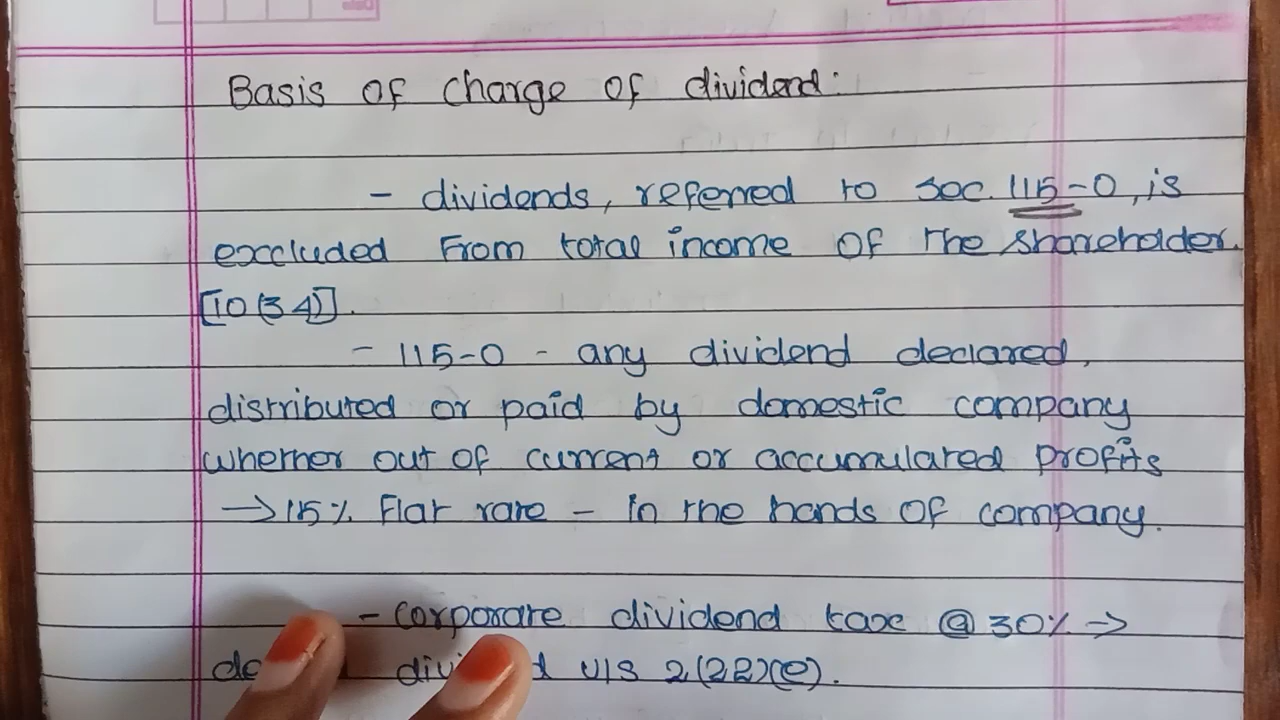 Basis of charge of dividend:
- dividends, referred to Sec. 115-O, is
excluded From total income of the shareholder.
[10(34)].
- 115-O - any dividend declared,
distributed or paid by domestic company
whether out of current or accumulated profits
→ 15% Flat rate - in the hands of company.
- corporate dividend tax @ 30% →
u/s 2(22)(e).